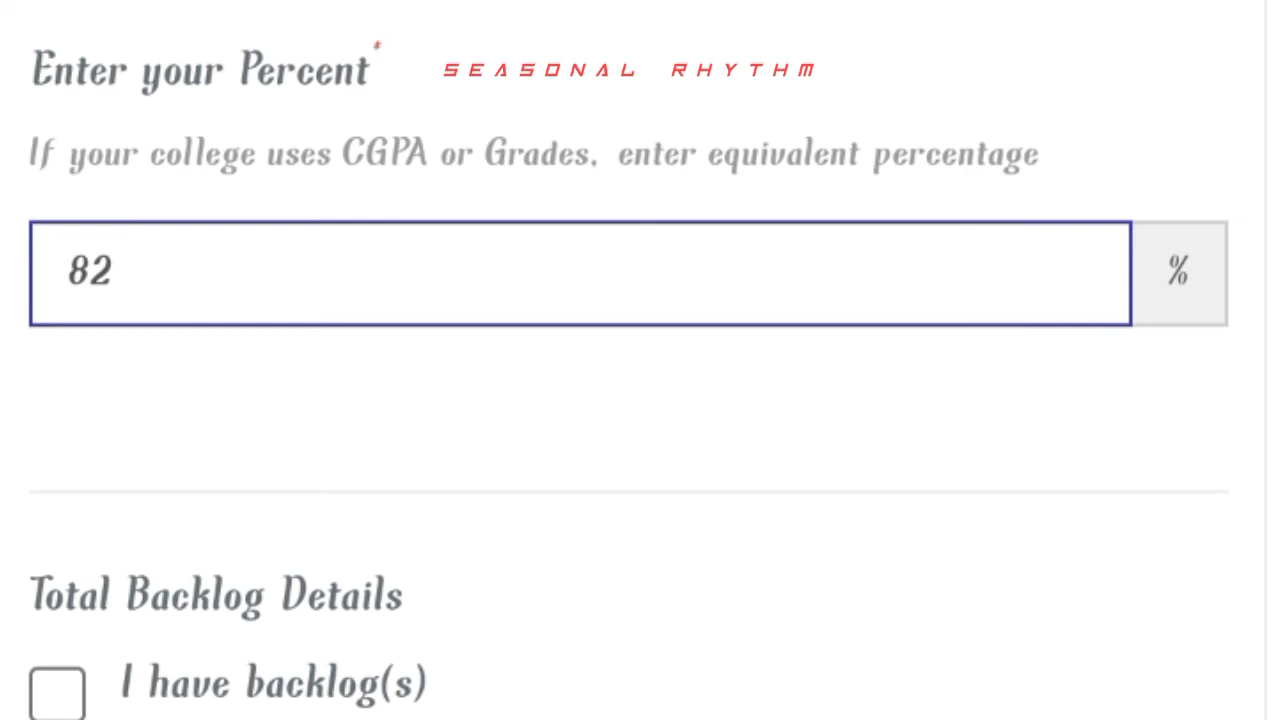 Enter your Percent* SEASONAL RHYTHM
If your college uses CGPA or Grades, enter equivalent percentage
82 %
Total Backlog Details
I have backlog(s)